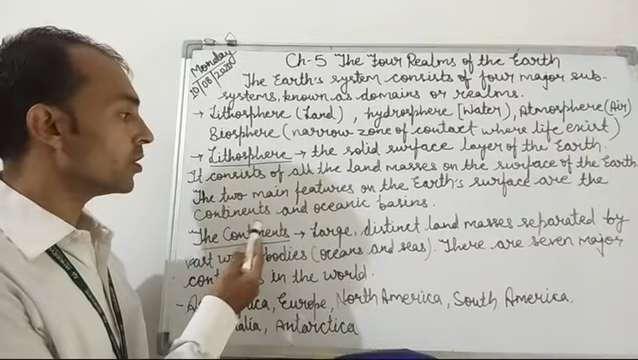 Monday
10/08/2020
Ch-5 The Four Realms of the Earth
The Earth's system consists of four major sub-
systems, known as domains or realms.
→ Lithosphere (Land), hydrosphere [Water), Atmosphere (Air)
Biosphere (narrow zone of contact where life exist)
→ Lithosphere → the solid surface layer of the Earth.
It consists of all the land masses on the surface of the Earth.
The two main features on the Earth's surface are the
continents and oceanic basins.
The Continents → Large, distinct land masses separated by
vast bodies (oceans and seas). There are seven major
in the world.
Europe, North America, South America,
Antarctica